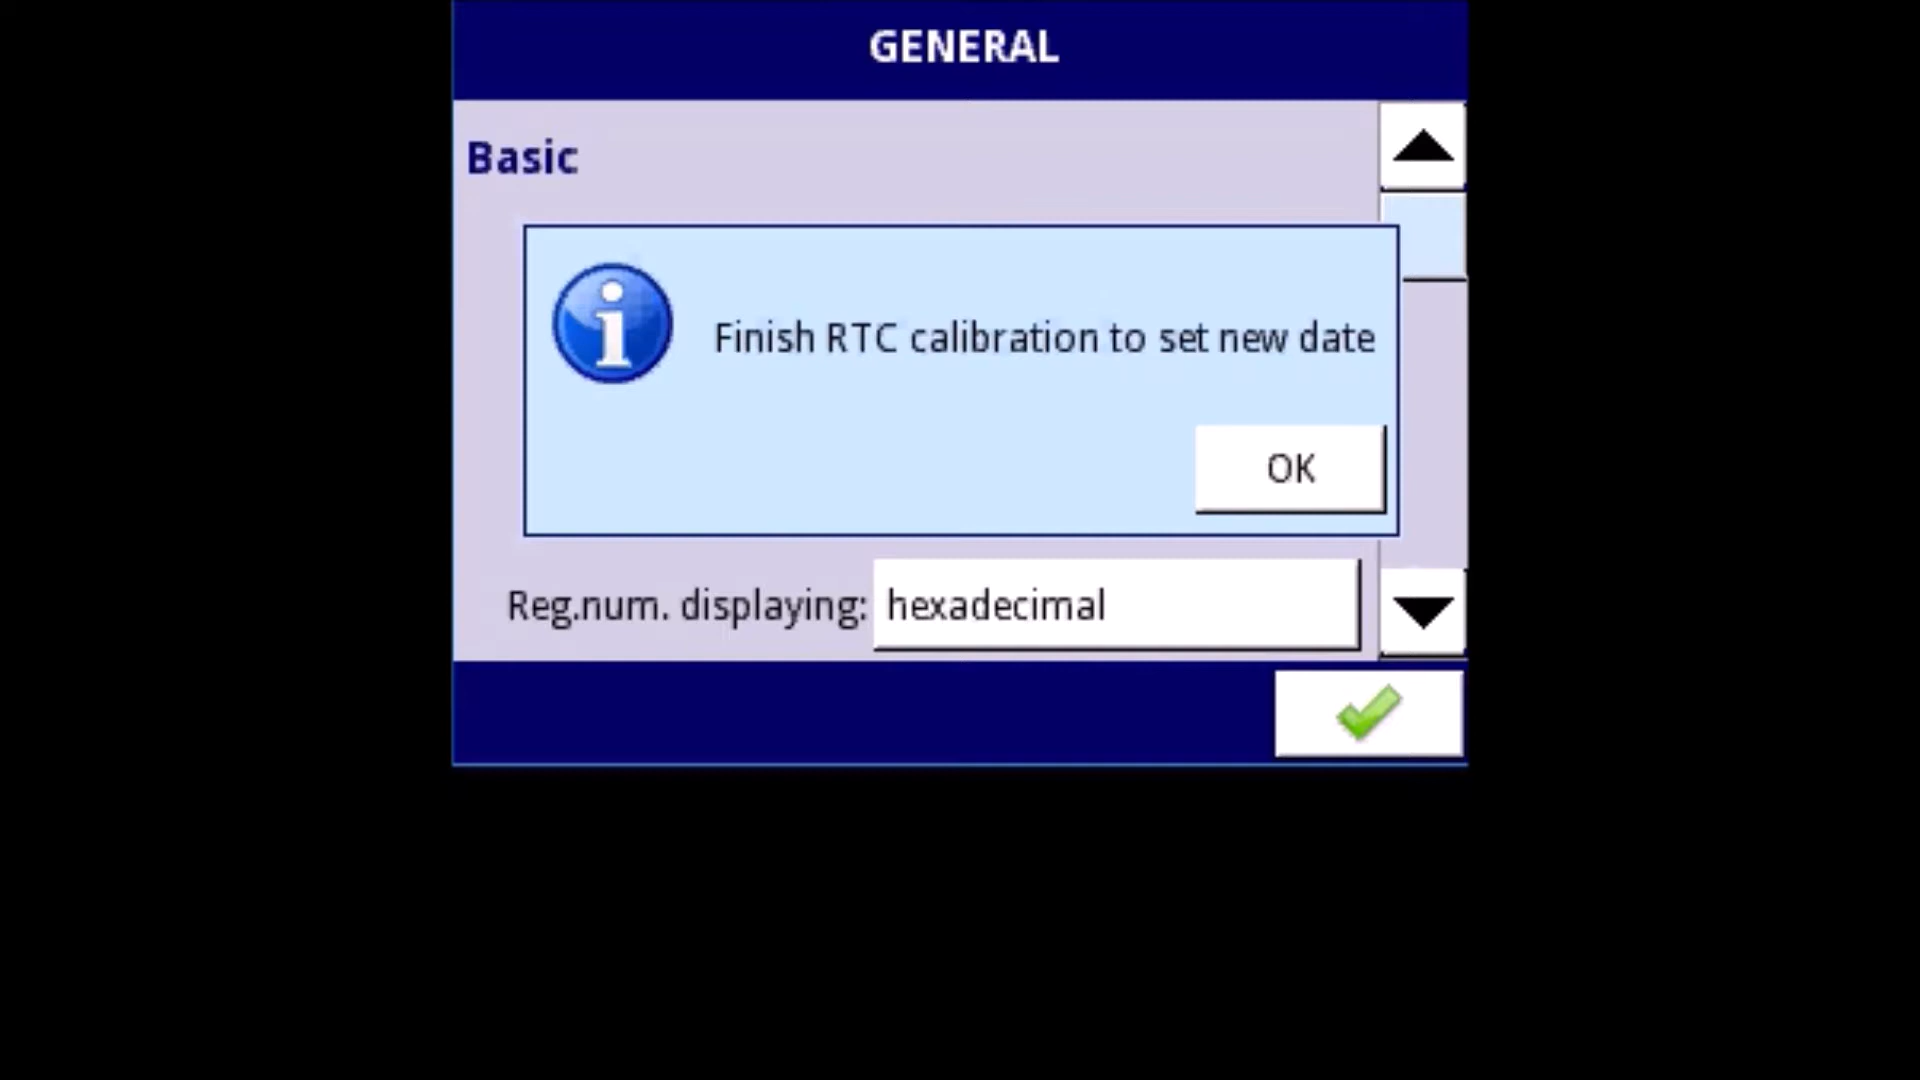 GENERAL
Basic
Finish RTC calibration to set new date
OK
Reg.num. displaying: hexadecimal